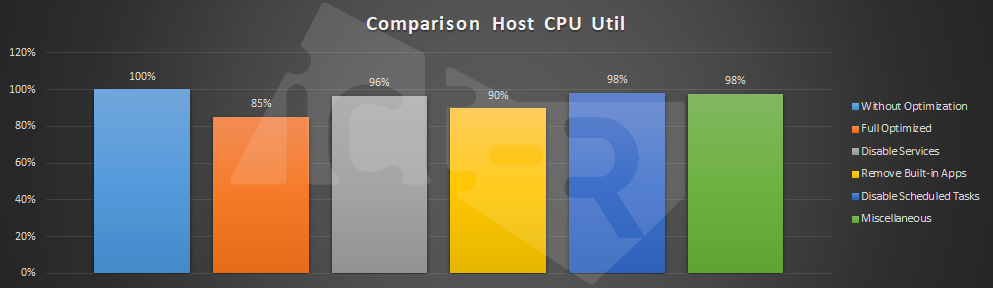 Comparison Host CPU Util
120%
100%
80%
60%
40%
20%
0%
100%
85%
96%
90%
98%
98%
Without Optimization
Full Optimized
Disable Services
Remove Built-in Apps
Disable Scheduled Tasks
Miscellaneous